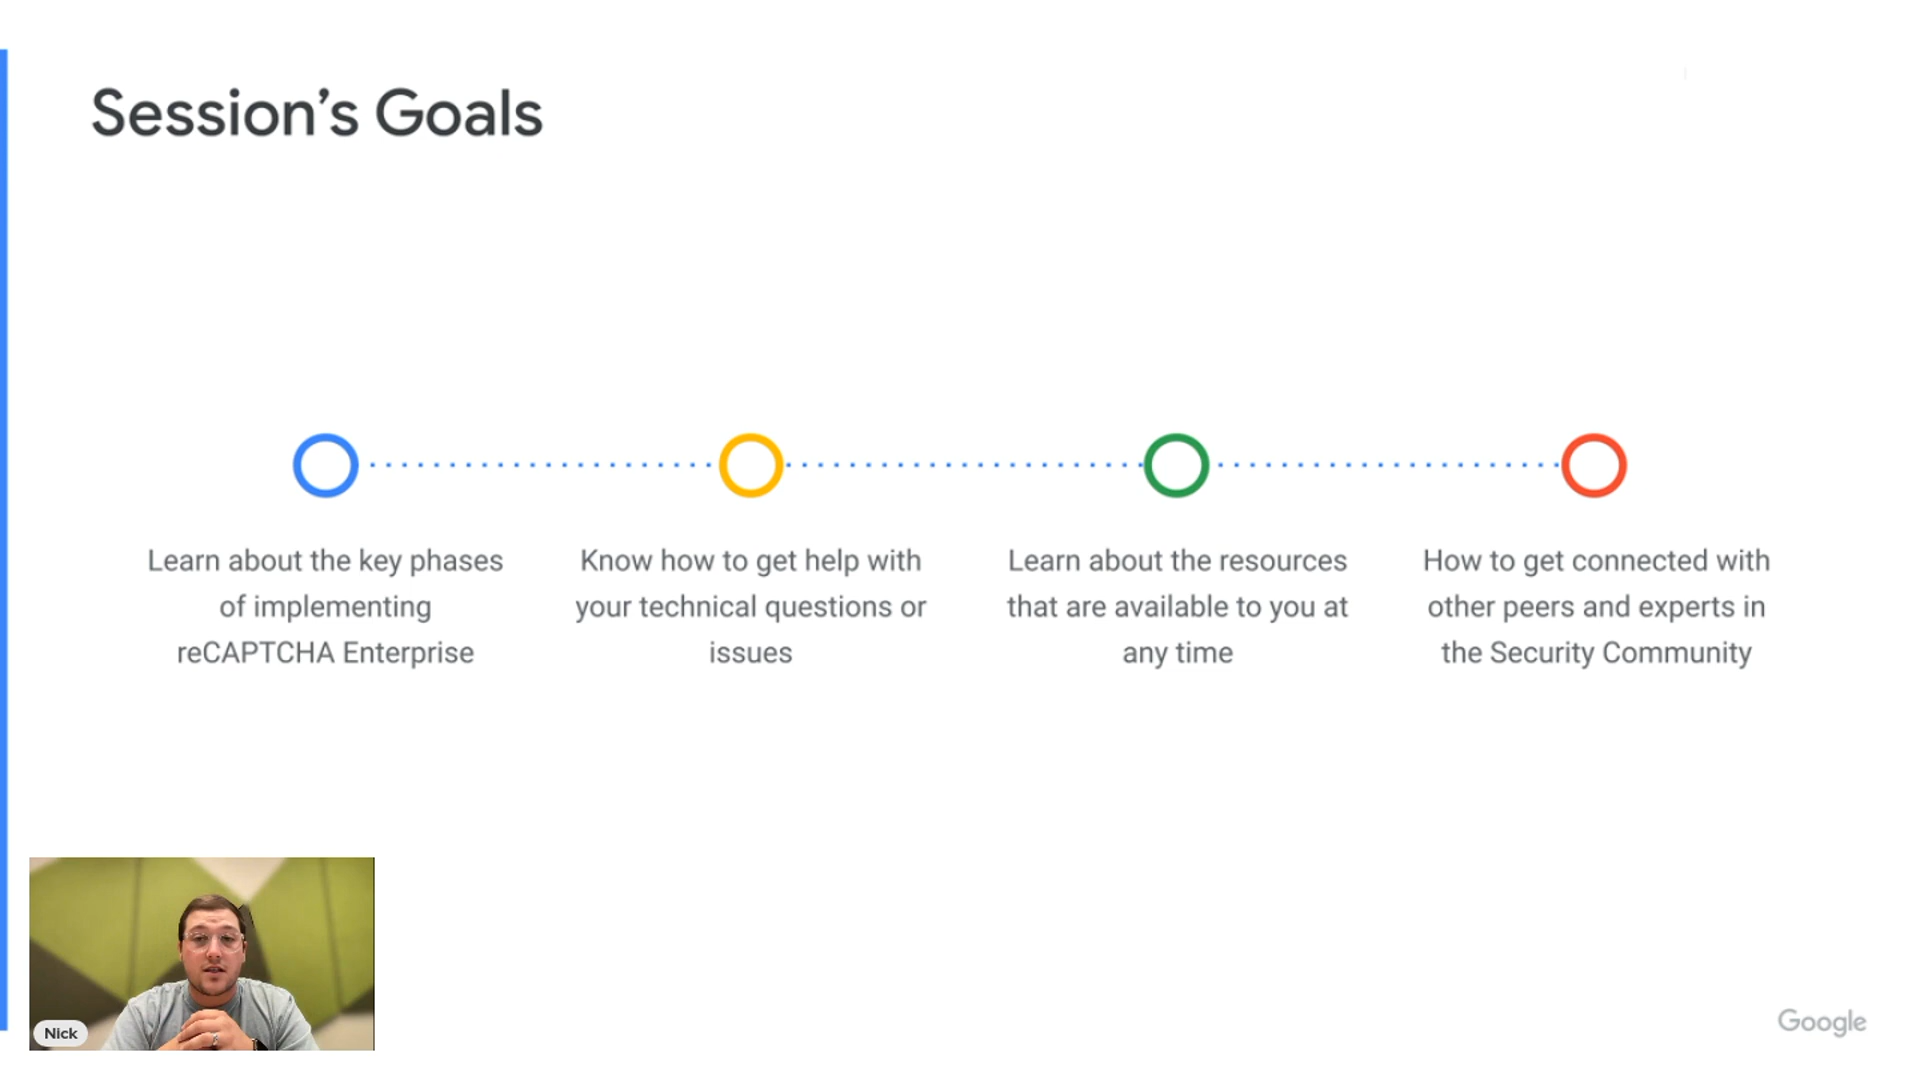 Session’s Goals
Learn about the key phases
of implementing
reCAPTCHA Enterprise
Know how to get help with
your technical questions or
issues
Learn about the resources
that are available to you at
any time
How to get connected with
other peers and experts in
the Security Community
Nick
Google